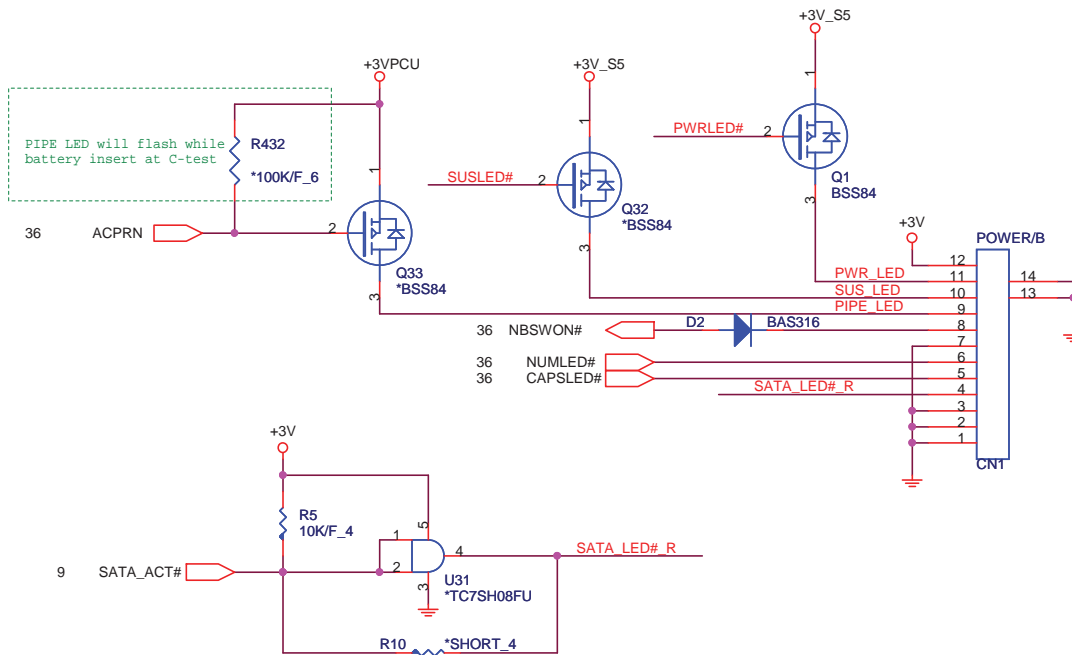 +3V_S5
+3VPCU
+3V_S5
1
PIPE LED will flash while
battery insert at C-test
R432
*100K/F_6
1
PWRLED#
2
Q1
BSS84
3
1
SUSLED#
2
Q32
*BSS84
3
36
ACPRN
2
Q33
*BSS84
3
+3V
POWER/B
12
PWR_LED
11
14
SUS_LED
10
13
PIPE_LED
9
36
NBSWON#
D2
BAS316
8
7
36
NUMLED#
6
36
CAPSLED#
5
SATA_LED#_R
4
3
2
1
CN1
+3V
R5
10K/F_4
5
1
4
SATA_LED#_R
9
SATA_ACT#
2
3
U31
*TC7SH08FU
R10
*SHORT_4